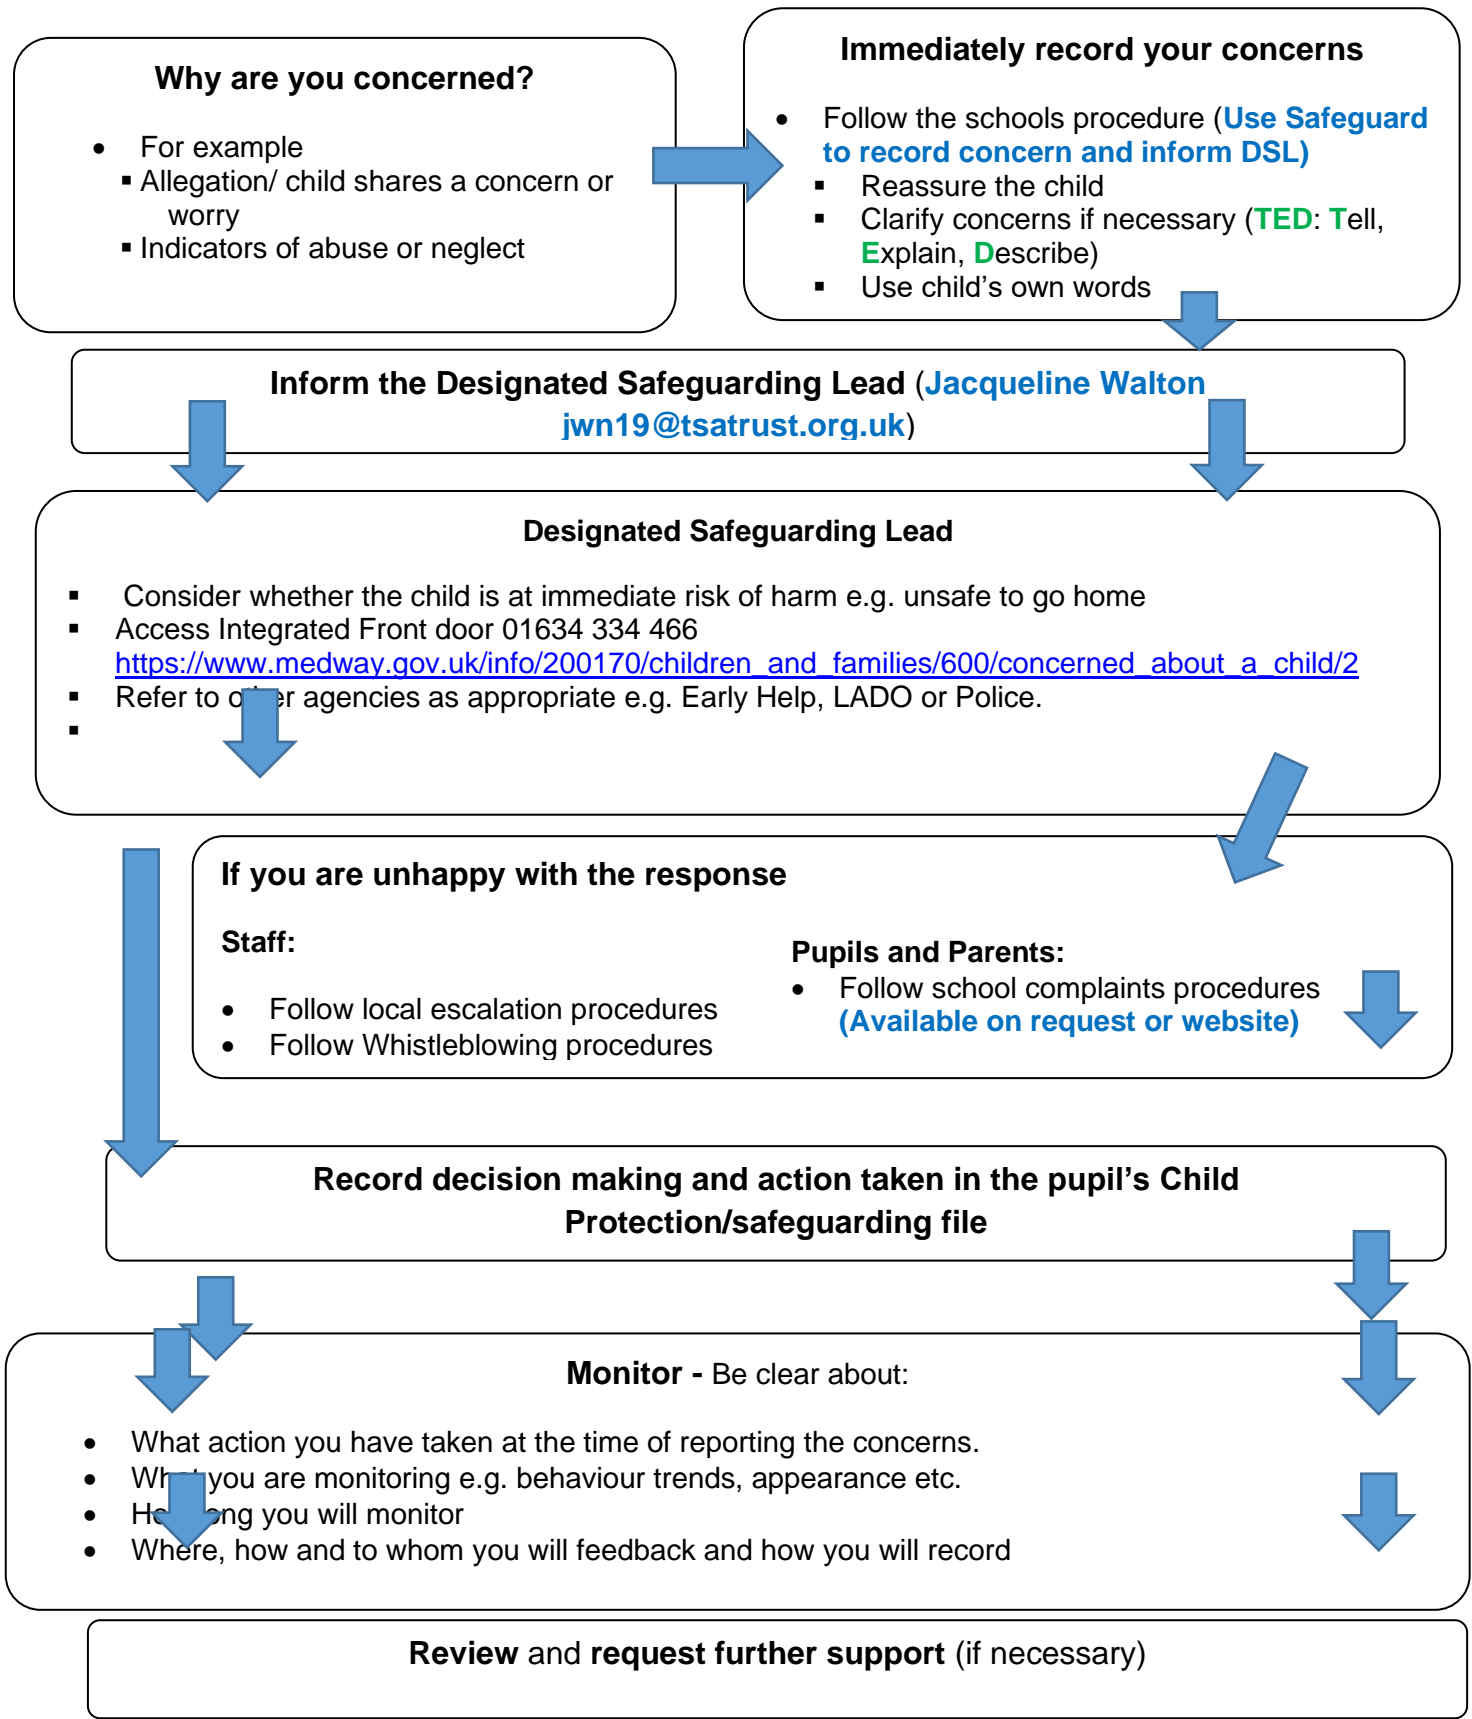 Why are you concerned?
• For example
▪ Allegation/ child shares a concern or
worry
▪ Indicators of abuse or neglect
Immediately record your concerns
• Follow the schools procedure (Use Safeguard
to record concern and inform DSL)
▪ Reassure the child
▪ Clarify concerns if necessary (TED: Tell,
Explain, Describe)
▪ Use child's own words
Inform the Designated Safeguarding Lead (Jacqueline Walton
jwn19@tsatrust.org.uk)
Designated Safeguarding Lead
▪ Consider whether the child is at immediate risk of harm e.g. unsafe to go home
▪ Access Integrated Front door 01634 334 466
https://www.medway.gov.uk/info/200170/children_and_families/600/concerned_about_a_child/2
▪ Refer to other agencies as appropriate e.g. Early Help, LADO or Police.
▪
If you are unhappy with the response
Staff:
• Follow local escalation procedures
• Follow Whistleblowing procedures
Pupils and Parents:
• Follow school complaints procedures
(Available on request or website)
Record decision making and action taken in the pupil's Child
Protection/safeguarding file
Monitor - Be clear about:
• What action you have taken at the time of reporting the concerns.
• What you are monitoring e.g. behaviour trends, appearance etc.
• How long you will monitor
• Where, how and to whom you will feedback and how you will record
Review and request further support (if necessary)